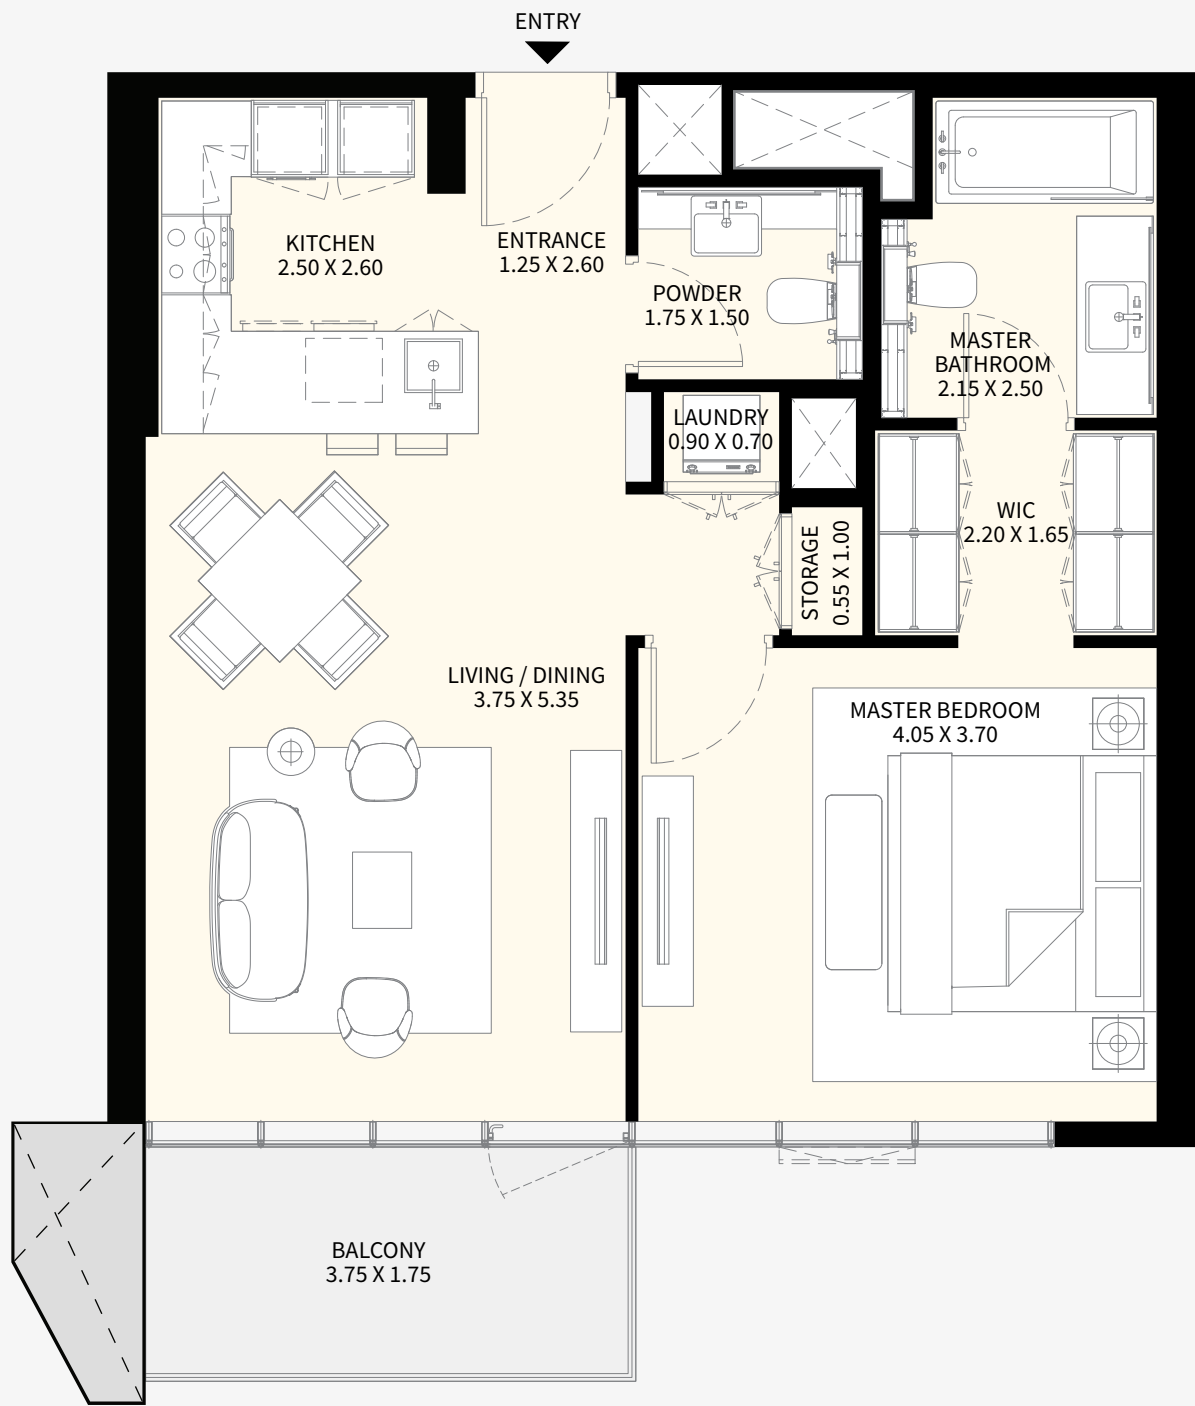 ENTRY
KITCHEN
2.50 X 2.60
ENTRANCE
1.25 X 2.60
POWDER
1.75 X 1.50
MASTER
BATHROOM
2.15 X 2.50
LAUNDRY
0.90 X 0.70
WIC
2.20 X 1.65
STORAGE
0.55 X 1.00
LIVING / DINING
3.75 X 5.35
MASTER BEDROOM
4.05 X 3.70
BALCONY
3.75 X 1.75